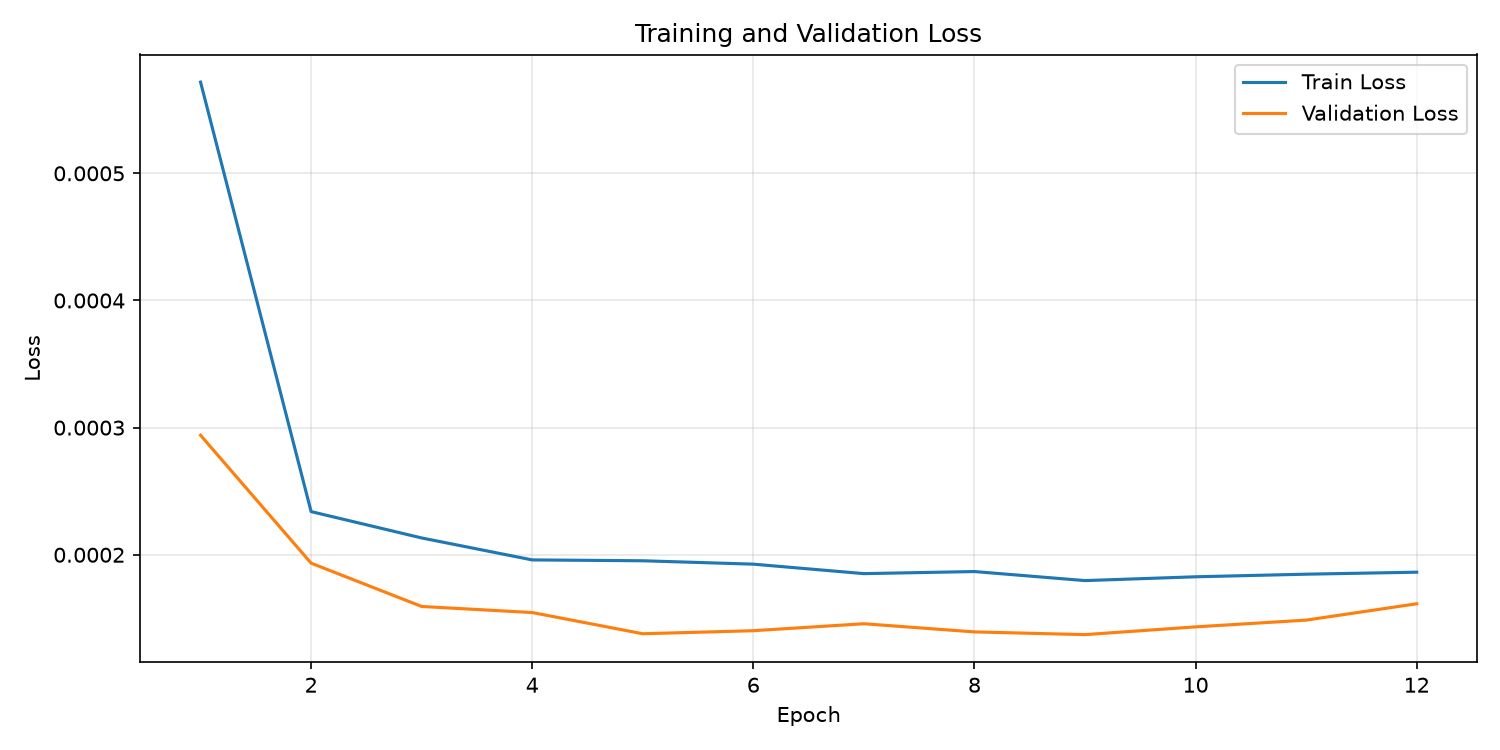 Training and Validation Loss
Train Loss
Validation Loss
0.0005
0.0004
0.0003
0.0002
Loss
2 4 6 8 10 12
Epoch